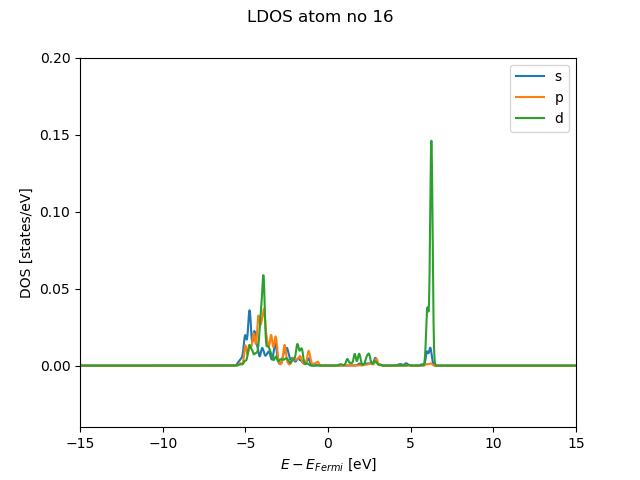 LDOS atom no 16
s
p
d
DOS [states/eV]
0.20
0.15
0.10
0.05
0.00
−15
−10
−5
0
5
10
15
E − E_Fermi [eV]